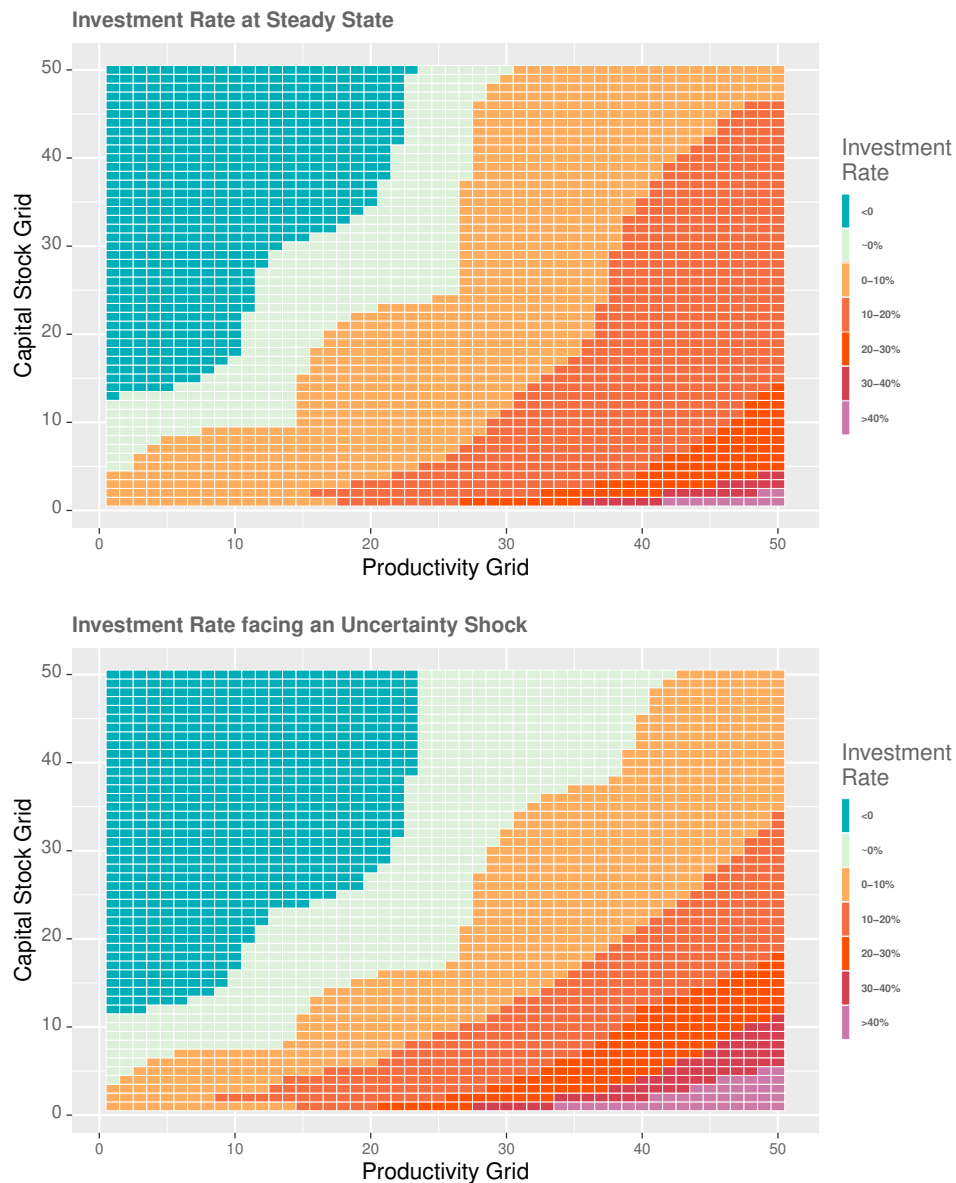 Investment Rate at Steady State
50
40
30
20
10
0
0 10 20 30 40 50
Capital Stock Grid
Productivity Grid
Investment
Rate
<0
~0%
0–10%
10–20%
20–30%
30–40%
>40%
Investment Rate facing an Uncertainty Shock
50
40
30
20
10
0
0 10 20 30 40 50
Capital Stock Grid
Productivity Grid
Investment
Rate
<0
~0%
0–10%
10–20%
20–30%
30–40%
>40%